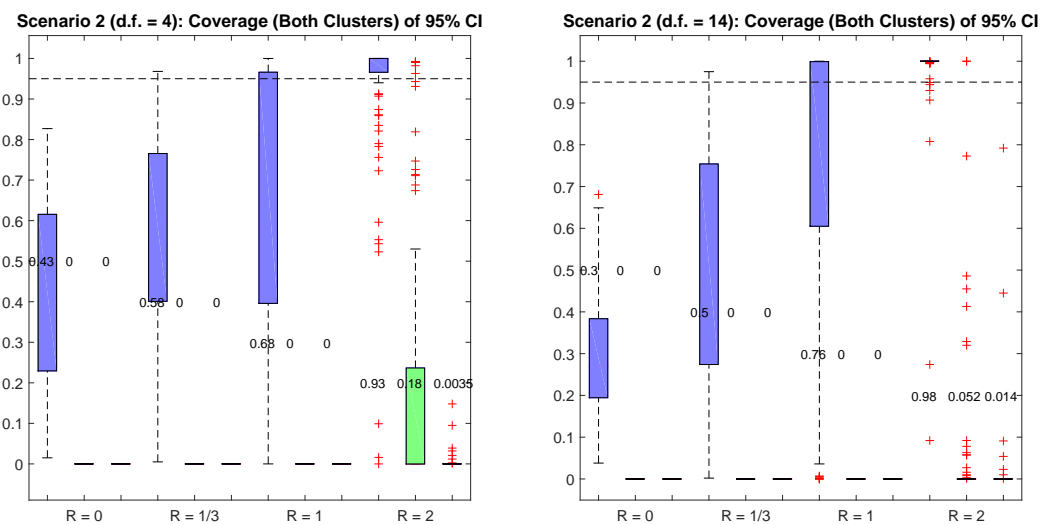 Scenario 2 (d.f. = 4): Coverage (Both Clusters) of 95% CI
1
0.9
0.8
0.7
0.6
0.5
0.4
0.3
0.2
0.1
0
0.43 0 0
0.58 0 0
0.68 0 0
0.93 0.18 0.0035
R = 0 R = 1/3 R = 1 R = 2
Scenario 2 (d.f. = 14): Coverage (Both Clusters) of 95% CI
1
0.9
0.8
0.7
0.6
0.5
0.4
0.3
0.2
0.1
0
0.3 0 0
0.5 0 0
0.76 0 0
0.98 0.052 0.014
R = 0 R = 1/3 R = 1 R = 2